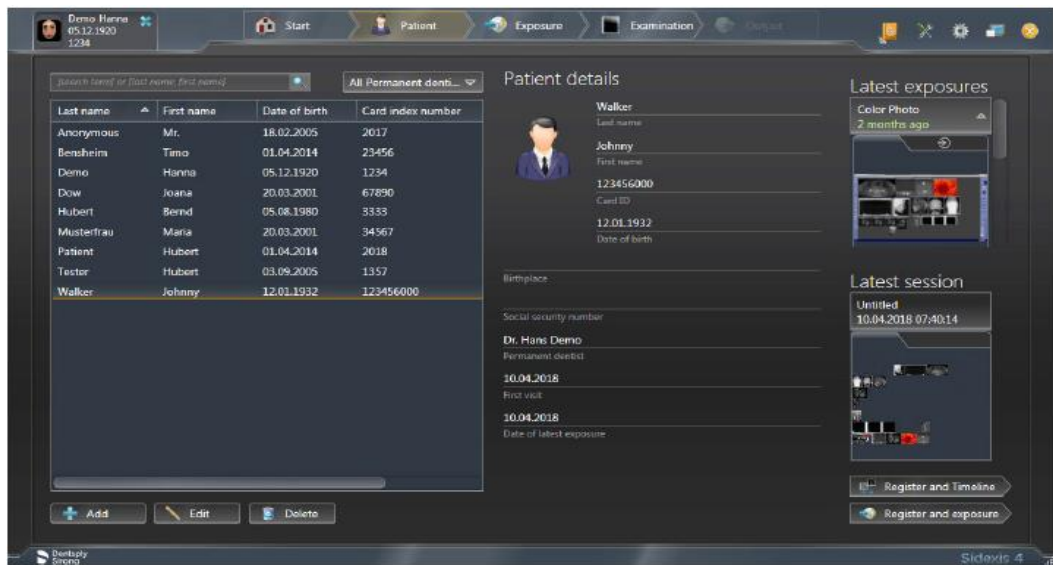 Demo Hanna
05.12.1920
1234
Start
Patient
Exposure
Examination
Output
[Search term] or [last name, first name]
All Permanent denti...
Last name First name Date of birth Card index number
Anonymous Mr. 18.02.2005 2017
Bensheim Timo 01.04.2014 23456
Demo Hanna 05.12.1920 1234
Dow Joana 20.03.2001 67890
Hubert Bernd 05.08.1980 3333
Musterfrau Maria 20.03.2001 34567
Patient Hubert 01.04.2014 2018
Tester Hubert 03.09.2005 1357
Walker Johnny 12.01.1932 123456000
Add
Edit
Delete
Patient details
Walker
Last name
Johnny
First name
123456000
Card ID
12.01.1932
Date of birth
Birthplace
Social security number
Dr. Hans Demo
Permanent dentist
10.04.2018
First visit
10.04.2018
Date of latest exposure
Latest exposures
Color Photo
2 months ago
Latest session
Untitled
10.04.2018 07:40:14
Register and Timeline
Register and exposure
Dentsply
Sirona
Sidexis 4